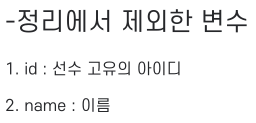 -정리에서 제외한 변수
1. id : 선수 고유의 아이디
2. name : 이름